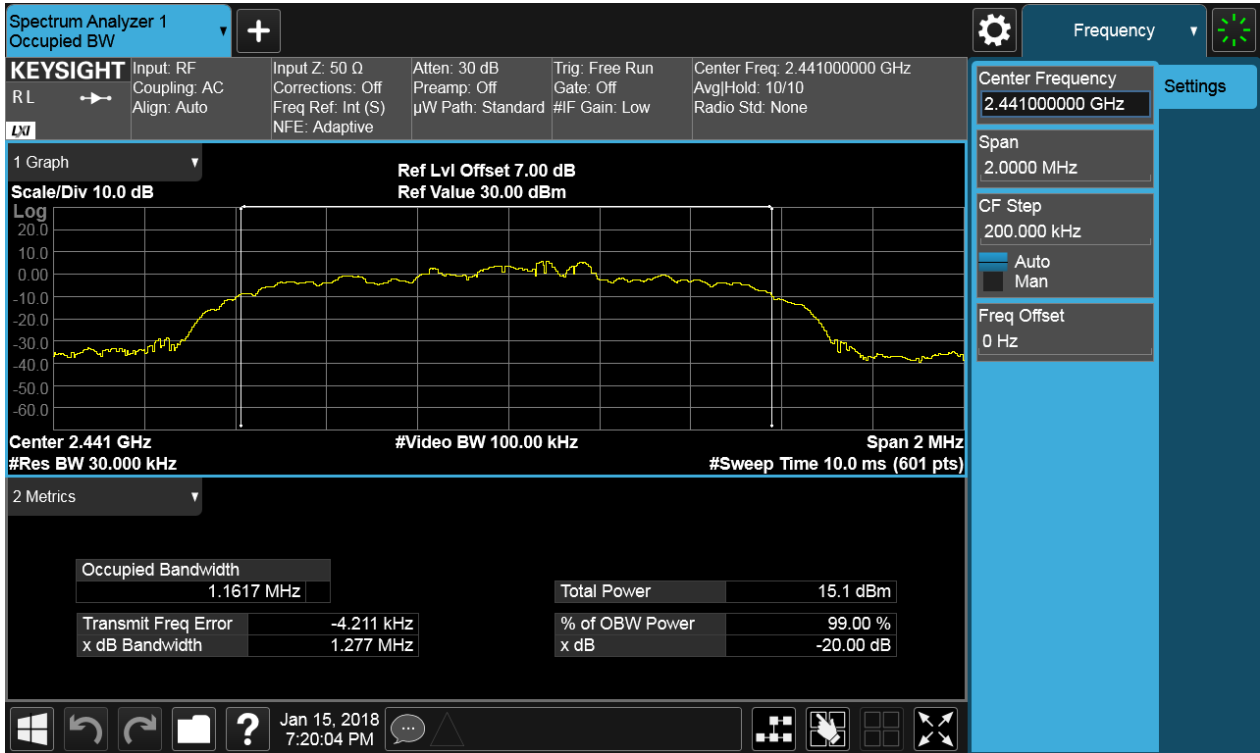 Spectrum Analyzer 1
Occupied BW
+
Frequency
KEYSIGHT
RL
LXI
Input: RF
Coupling: AC
Align: Auto
Input Z: 50 Ω
Corrections: Off
Freq Ref: Int (S)
NFE: Adaptive
Atten: 30 dB
Preamp: Off
µW Path: Standard
Trig: Free Run
Gate: Off
#IF Gain: Low
Center Freq: 2.441000000 GHz
Avg|Hold: 10/10
Radio Std: None
Center Frequency
2.441000000 GHz
Settings
Span
2.0000 MHz
CF Step
200.000 kHz
Auto
Man
Freq Offset
0 Hz
1 Graph
Scale/Div 10.0 dB
Ref Lvl Offset 7.00 dB
Ref Value 30.00 dBm
Log
20.0
10.0
0.00
-10.0
-20.0
-30.0
-40.0
-50.0
-60.0
Center 2.441 GHz
#Video BW 100.00 kHz
Span 2 MHz
#Res BW 30.000 kHz
#Sweep Time 10.0 ms (601 pts)
2 Metrics
Occupied Bandwidth
1.1617 MHz
Total Power 15.1 dBm
Transmit Freq Error -4.211 kHz
% of OBW Power 99.00 %
x dB Bandwidth 1.277 MHz
x dB -20.00 dB
?
Jan 15, 2018
7:20:04 PM